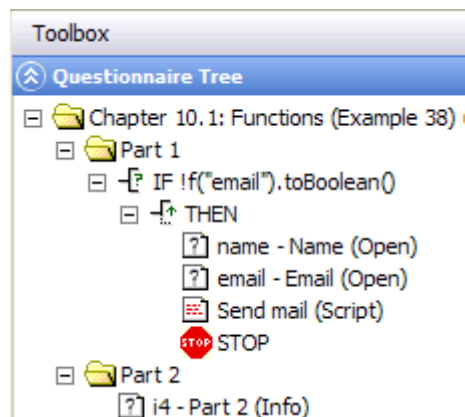 Toolbox
Questionnaire Tree
Chapter 10.1: Functions (Example 38)
Part 1
IF !f("email").toBoolean()
THEN
name - Name (Open)
email - Email (Open)
Send mail (Script)
STOP STOP
Part 2
i4 - Part 2 (Info)